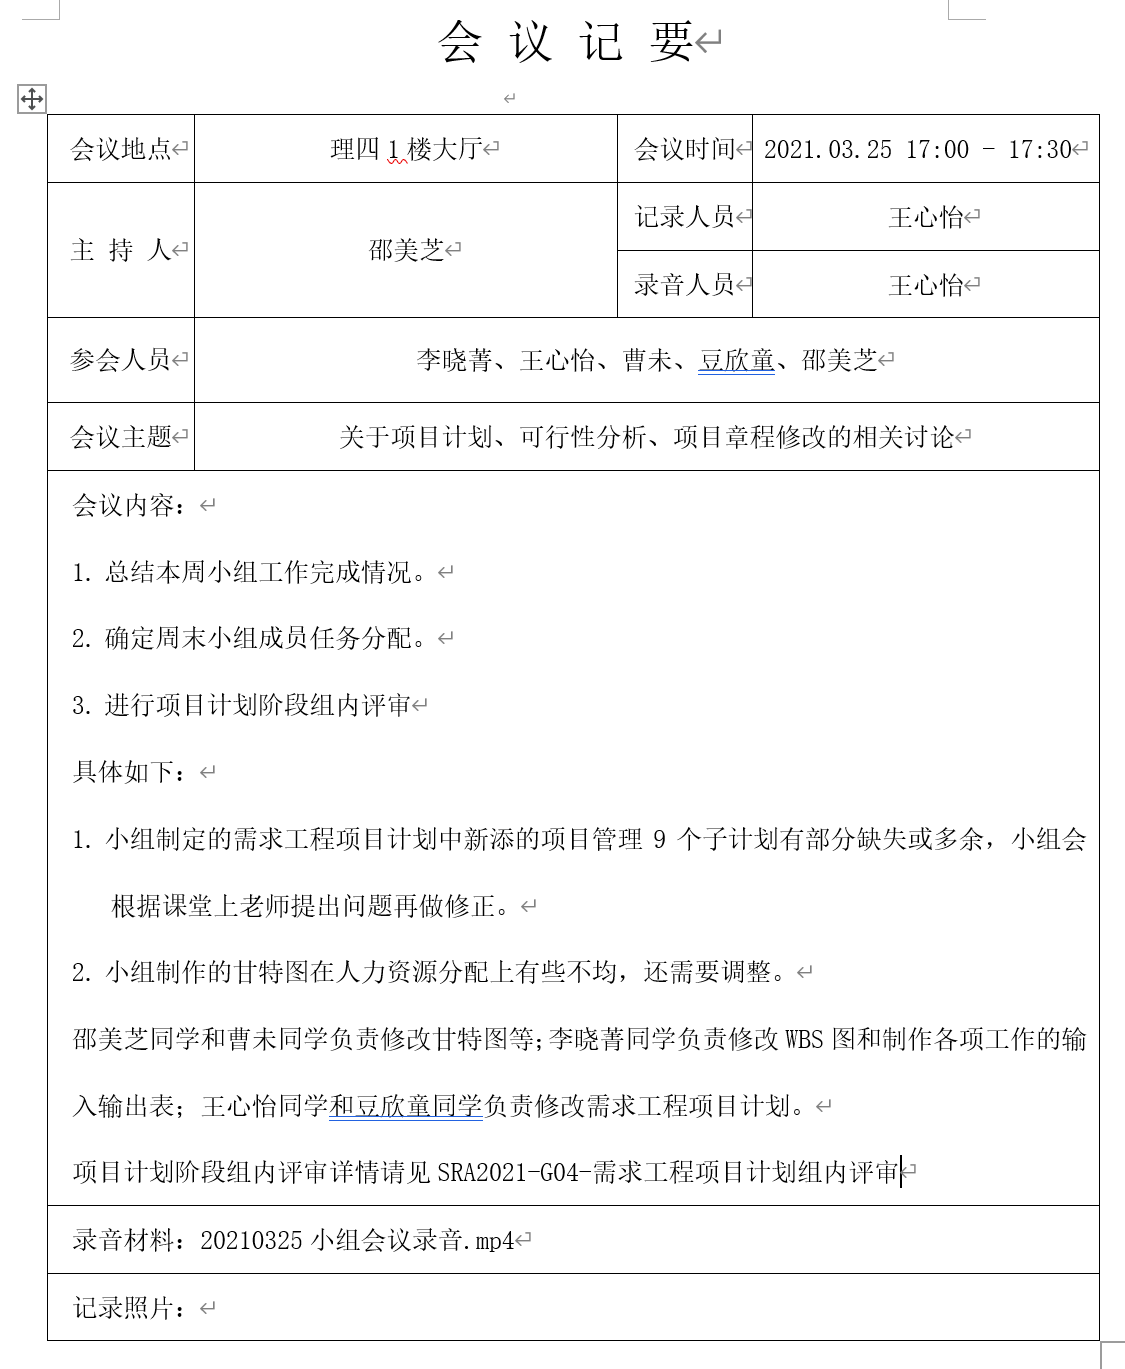 会 议 记 要
会议地点 理四 1 楼大厅 会议时间 2021.03.25 17:00 - 17:30
主 持 人 邵美芝 记录人员 王心怡
录音人员 王心怡
参会人员 李晓菁、王心怡、曹未、豆欣童、邵美芝
会议主题 关于项目计划、可行性分析、项目章程修改的相关讨论
会议内容：
1. 总结本周小组工作完成情况。
2. 确定周末小组成员任务分配。
3. 进行项目计划阶段组内评审
具体如下：
1. 小组制定的需求工程项目计划中新添的项目管理 9 个子计划有部分缺失或多余，小组会
根据课堂上老师提出问题再做修正。
2. 小组制作的甘特图在人力资源分配上有些不均，还需要调整。
邵美芝同学和曹未同学负责修改甘特图等;李晓菁同学负责修改 WBS 图和制作各项工作的输
入输出表；王心怡同学和豆欣童同学负责修改需求工程项目计划。
项目计划阶段组内评审详情请见 SRA2021-G04-需求工程项目计划组内评审
录音材料：20210325 小组会议录音.mp4
记录照片：